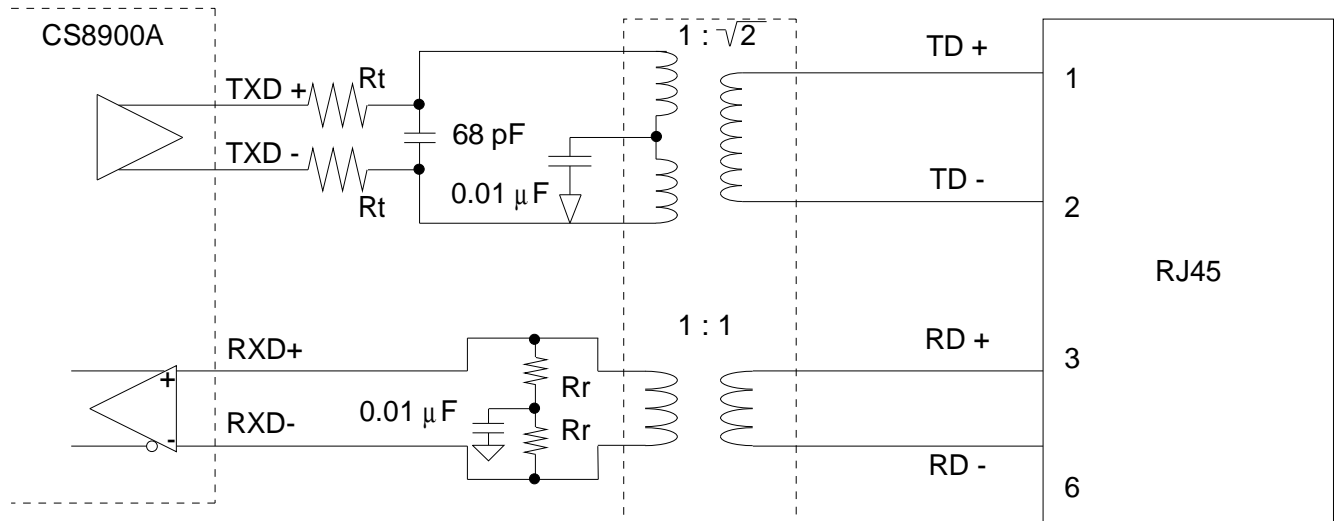 CS8900A
1 : √2
TD +
1
TXD +
Rt
68 pF
TXD -
Rt
0.01 μF
TD -
2
RJ45
1 : 1
RXD+
RD +
3
+
Rr
0.01 μF
RXD-
Rr
-
RD -
6